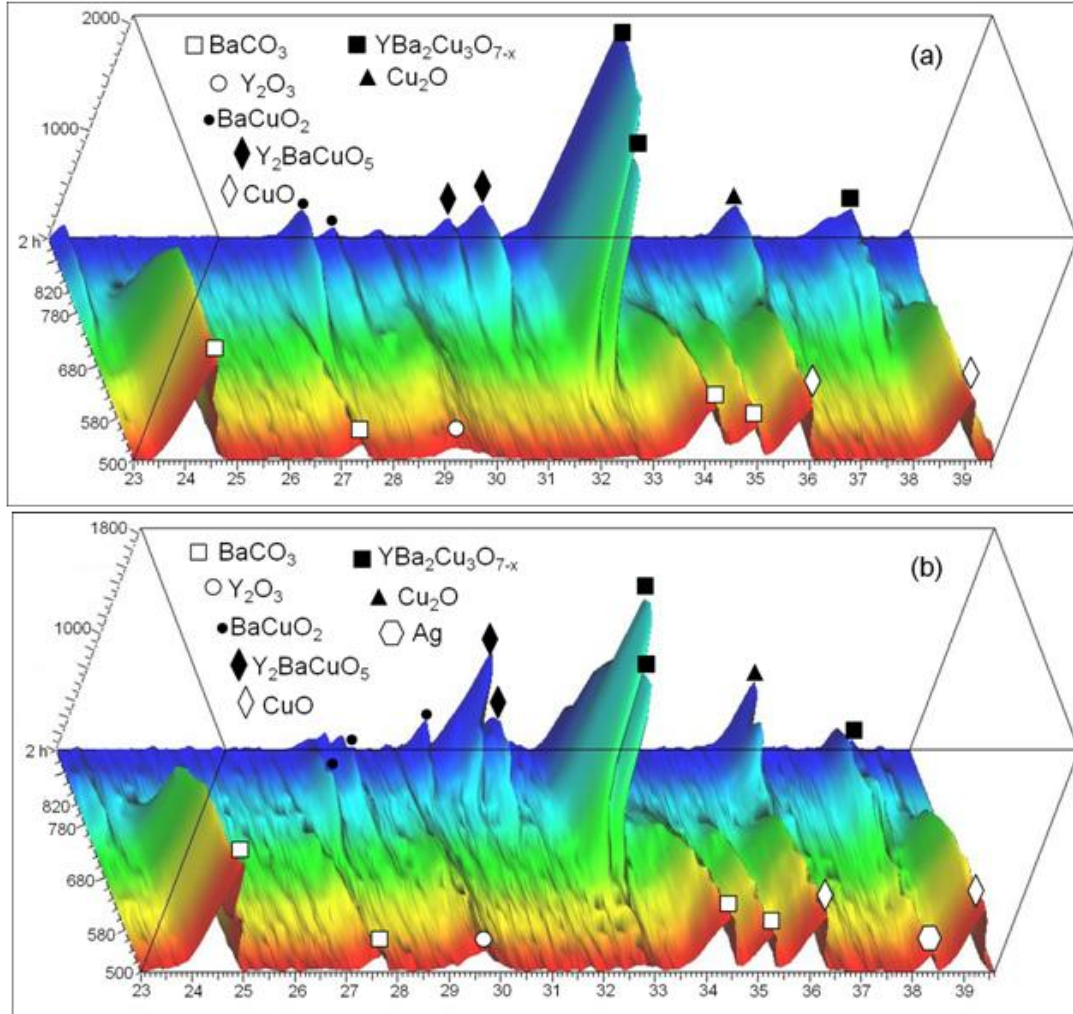 2000
1000
2 h
820
780
680
580
500
□ BaCO₃ ■ YBa₂Cu₃O₇₋ₓ (a)
○ Y₂O₃ ▲ Cu₂O
● BaCuO₂
◆ Y₂BaCuO₅
◊ CuO
23 24 25 26 27 28 29 30 31 32 33 34 35 36 37 38 39
1800
1000
2 h
820
780
680
580
500
□ BaCO₃ ■ YBa₂Cu₃O₇₋ₓ (b)
○ Y₂O₃ ▲ Cu₂O
● BaCuO₂ ⬡ Ag
◆ Y₂BaCuO₅
◊ CuO
23 24 25 26 27 28 29 30 31 32 33 34 35 36 37 38 39